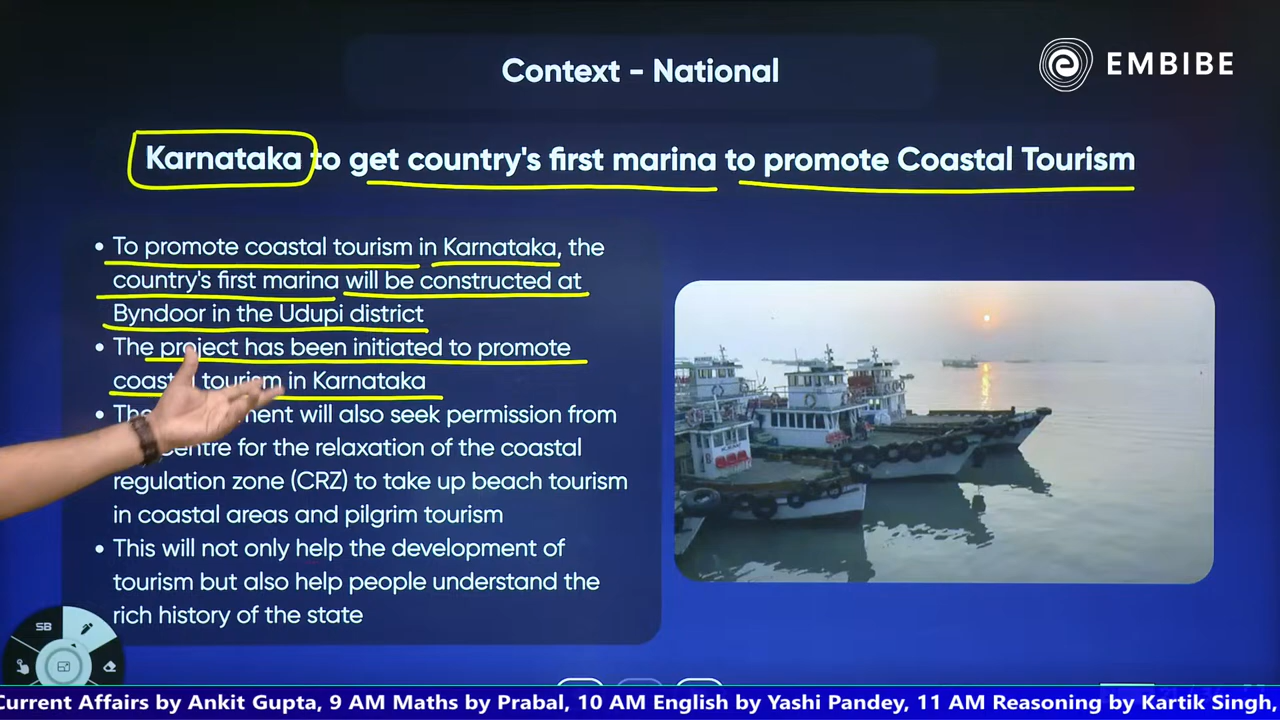 Context - National
EMBIBE
Karnataka to get country's first marina to promote Coastal Tourism
• To promote coastal tourism in Karnataka, the
country's first marina will be constructed at
Byndoor in the Udupi district
• The project has been initiated to promote
tourism in Karnataka
• will also seek permission from
for the relaxation of the coastal
regulation zone (CRZ) to take up beach tourism
in coastal areas and pilgrim tourism
• This will not only help the development of
tourism but also help people understand the
rich history of the state
SB
Current Affairs by Ankit Gupta, 9 AM Maths by Prabal, 10 AM English by Yashi Pandey, 11 AM Reasoning by Kartik Singh,